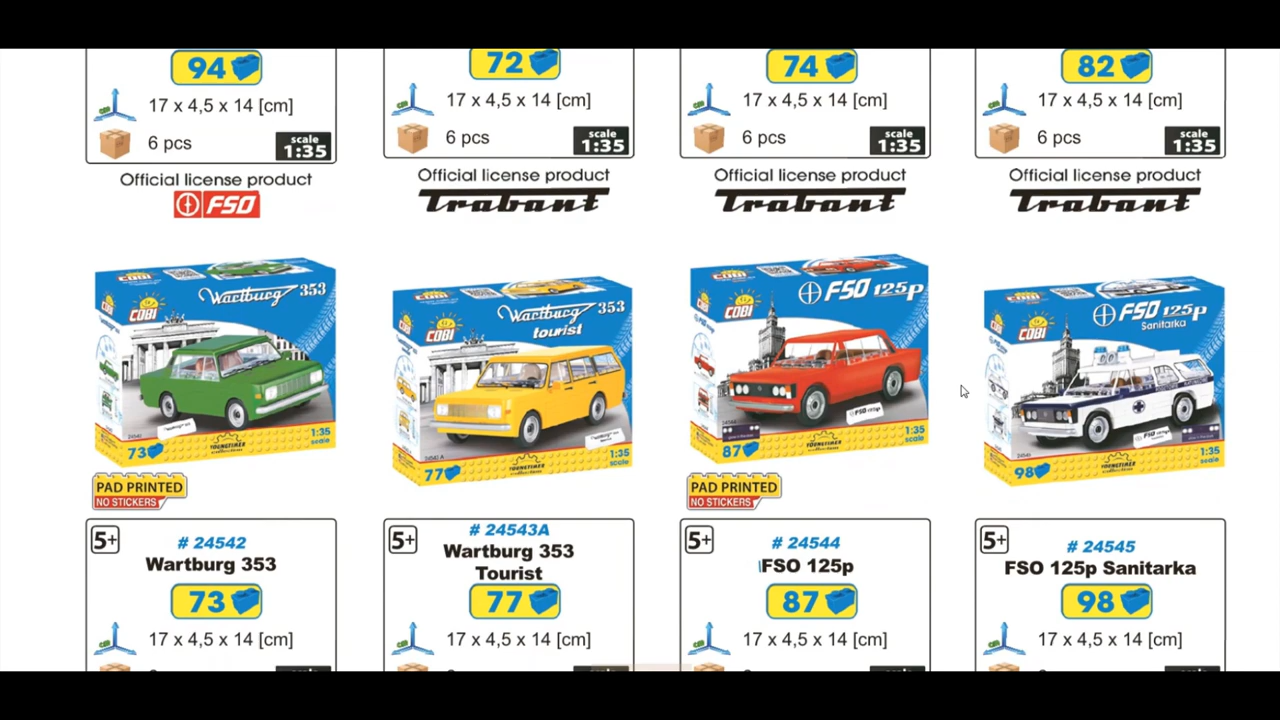 94
72
74
82
17 x 4,5 x 14 [cm]
17 x 4,5 x 14 [cm]
17 x 4,5 x 14 [cm]
17 x 4,5 x 14 [cm]
6 pcs
scale
1:35
6 pcs
scale
1:35
6 pcs
scale
1:35
6 pcs
scale
1:35
Official license product
FSO
Official license product
Trabant
Official license product
Trabant
Official license product
Trabant
COBI
Wartburg 353
YOUNGTIMER
73
1:35
scale
COBI
Wartburg 353
tourist
YOUNGTIMER
77
1:35
scale
COBI
FSO 125p
YOUNGTIMER
87
1:35
scale
COBI
FSO 125p
Sanitarka
YOUNGTIMER
98
1:35
scale
PAD PRINTED
NO STICKERS
PAD PRINTED
NO STICKERS
5+
# 24542
Wartburg 353
73
17 x 4,5 x 14 [cm]
5+
# 24543A
Wartburg 353
Tourist
77
17 x 4,5 x 14 [cm]
5+
# 24544
FSO 125p
87
17 x 4,5 x 14 [cm]
5+
# 24545
FSO 125p Sanitarka
98
17 x 4,5 x 14 [cm]